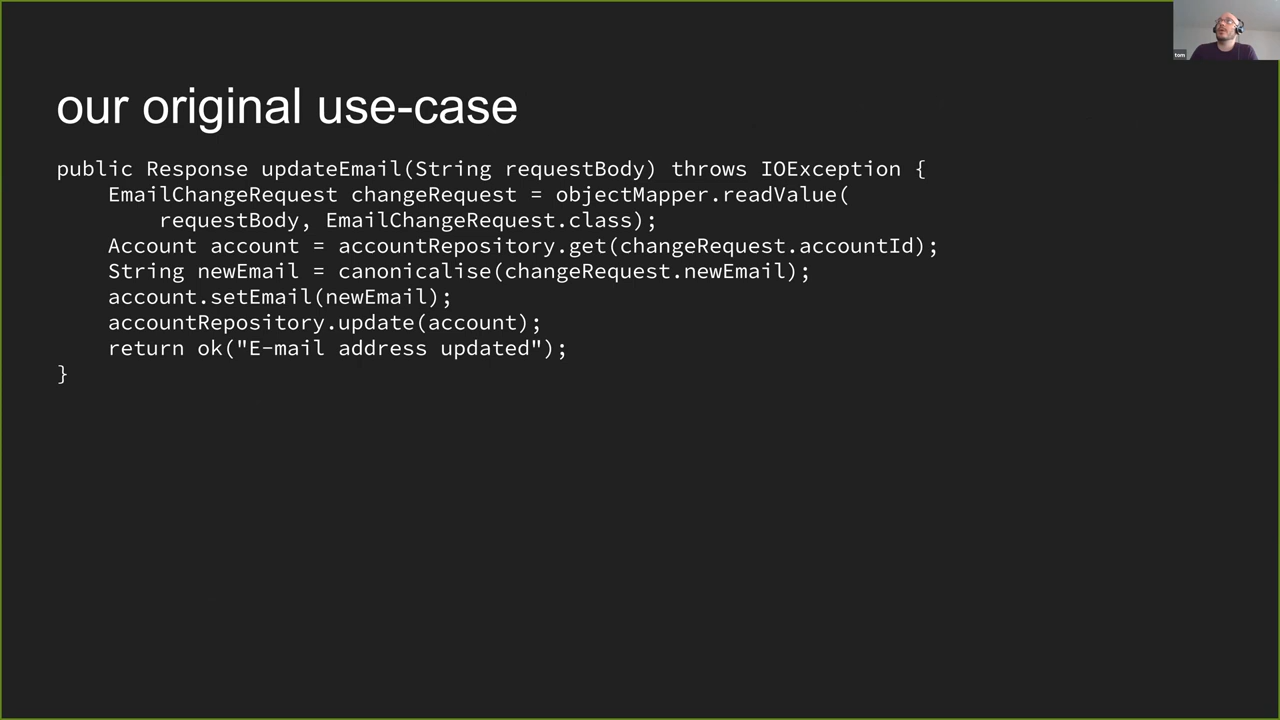 our original use-case
public Response updateEmail(String requestBody) throws IOException {
    EmailChangeRequest changeRequest = objectMapper.readValue(
        requestBody, EmailChangeRequest.class);
    Account account = accountRepository.get(changeRequest.accountId);
    String newEmail = canonicalise(changeRequest.newEmail);
    account.setEmail(newEmail);
    accountRepository.update(account);
    return ok("E-mail address updated");
}
tom